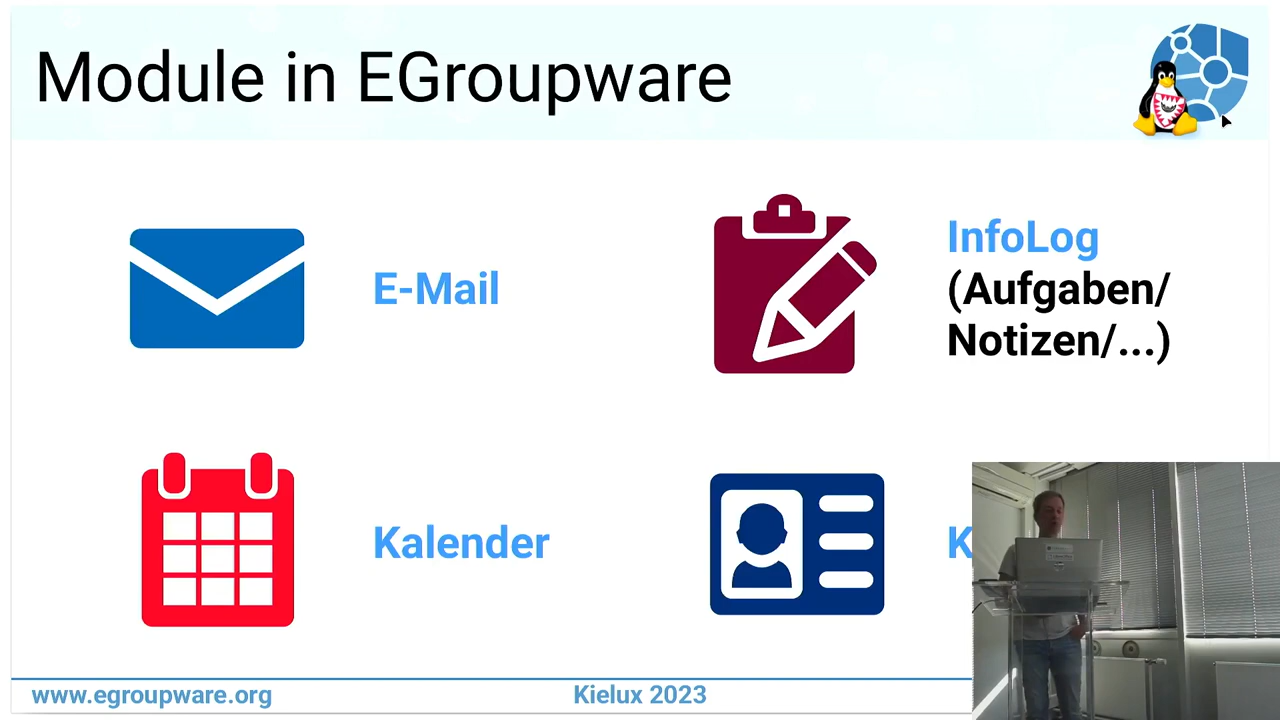 Module in EGroupware
E-Mail
InfoLog
(Aufgaben/
Notizen/...)
Kalender
K
www.egroupware.org
Kielux 2023